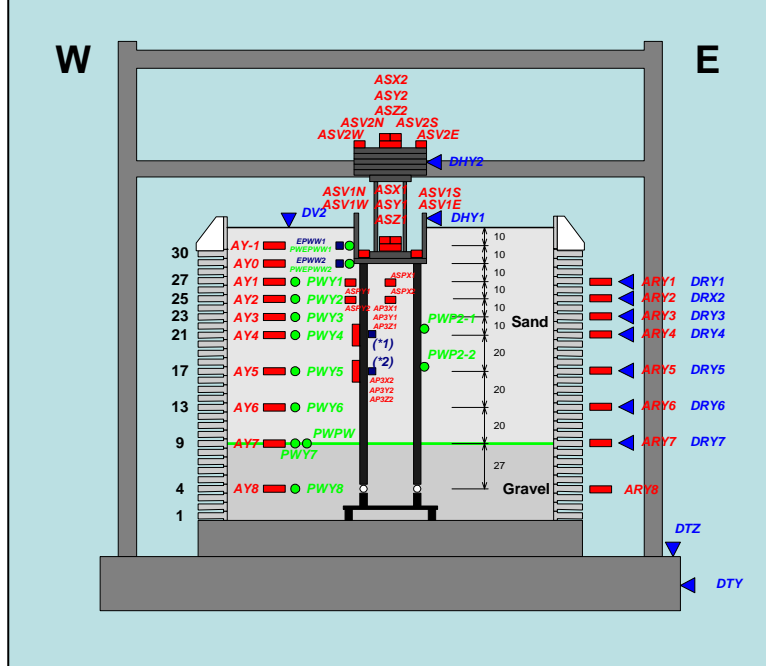 W
E
ASX2
ASY2
ASZ2
ASV2N ASV2S
ASV2W ASV2E
DHY2
ASV1N ASX1 ASV1S
ASV1W ASY1 ASV1E
ASZ1
DHY1
DV2
30 AY-1 EPWW1 10
PWEPWW1
AY0 EPWW2 10
PWEPWW2
27 AY1 PWY1 ASPX1 10 ARY1 DRY1
25 AY2 PWY2 ASPX2 10 ARY2 DRX2
AP3X1
23 AY3 PWY3 AP3Y1 PWP2-1 10 Sand ARY3 DRY3
AP3Z1
21 AY4 PWY4 (*1) 10 ARY4 DRY4
20
(*2) PWP2-2
17 AY5 PWY5 AP3X2 ARY5 DRY5
AP3Y2 20
AP3Z2
13 AY6 PWY6 ARY6 DRY6
PWPW 20
9 AY7 ARY7 DRY7
PWY7
27
4 AY8 PWY8 Gravel ARY8
1
DTZ
DTY